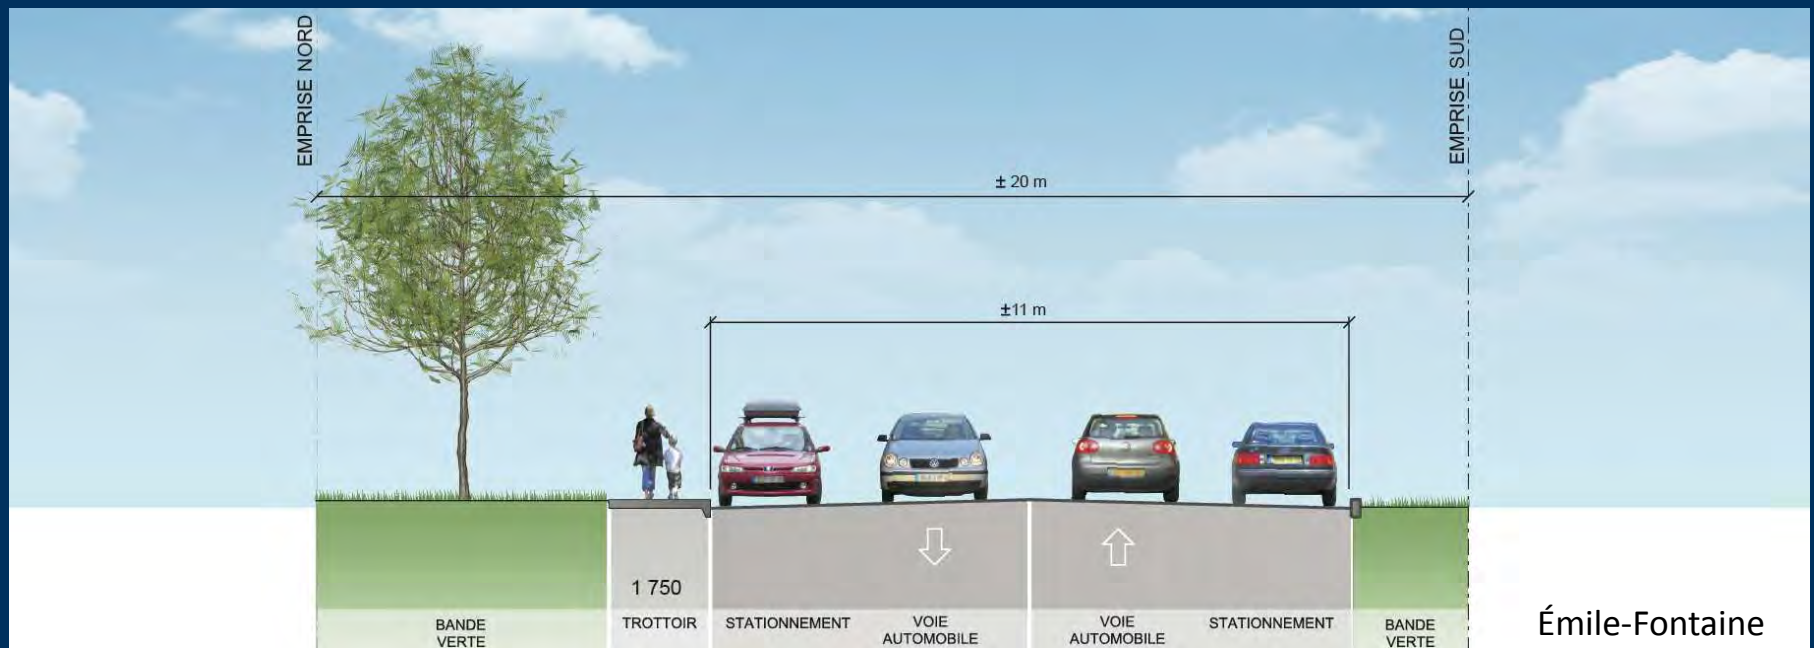 EMPRISE NORD
EMPRISE SUD
± 20 m
±11 m
1 750
BANDE
VERTE
TROTTOIR
STATIONNEMENT
VOIE
AUTOMOBILE
VOIE
AUTOMOBILE
STATIONNEMENT
BANDE
VERTE
Émile-Fontaine